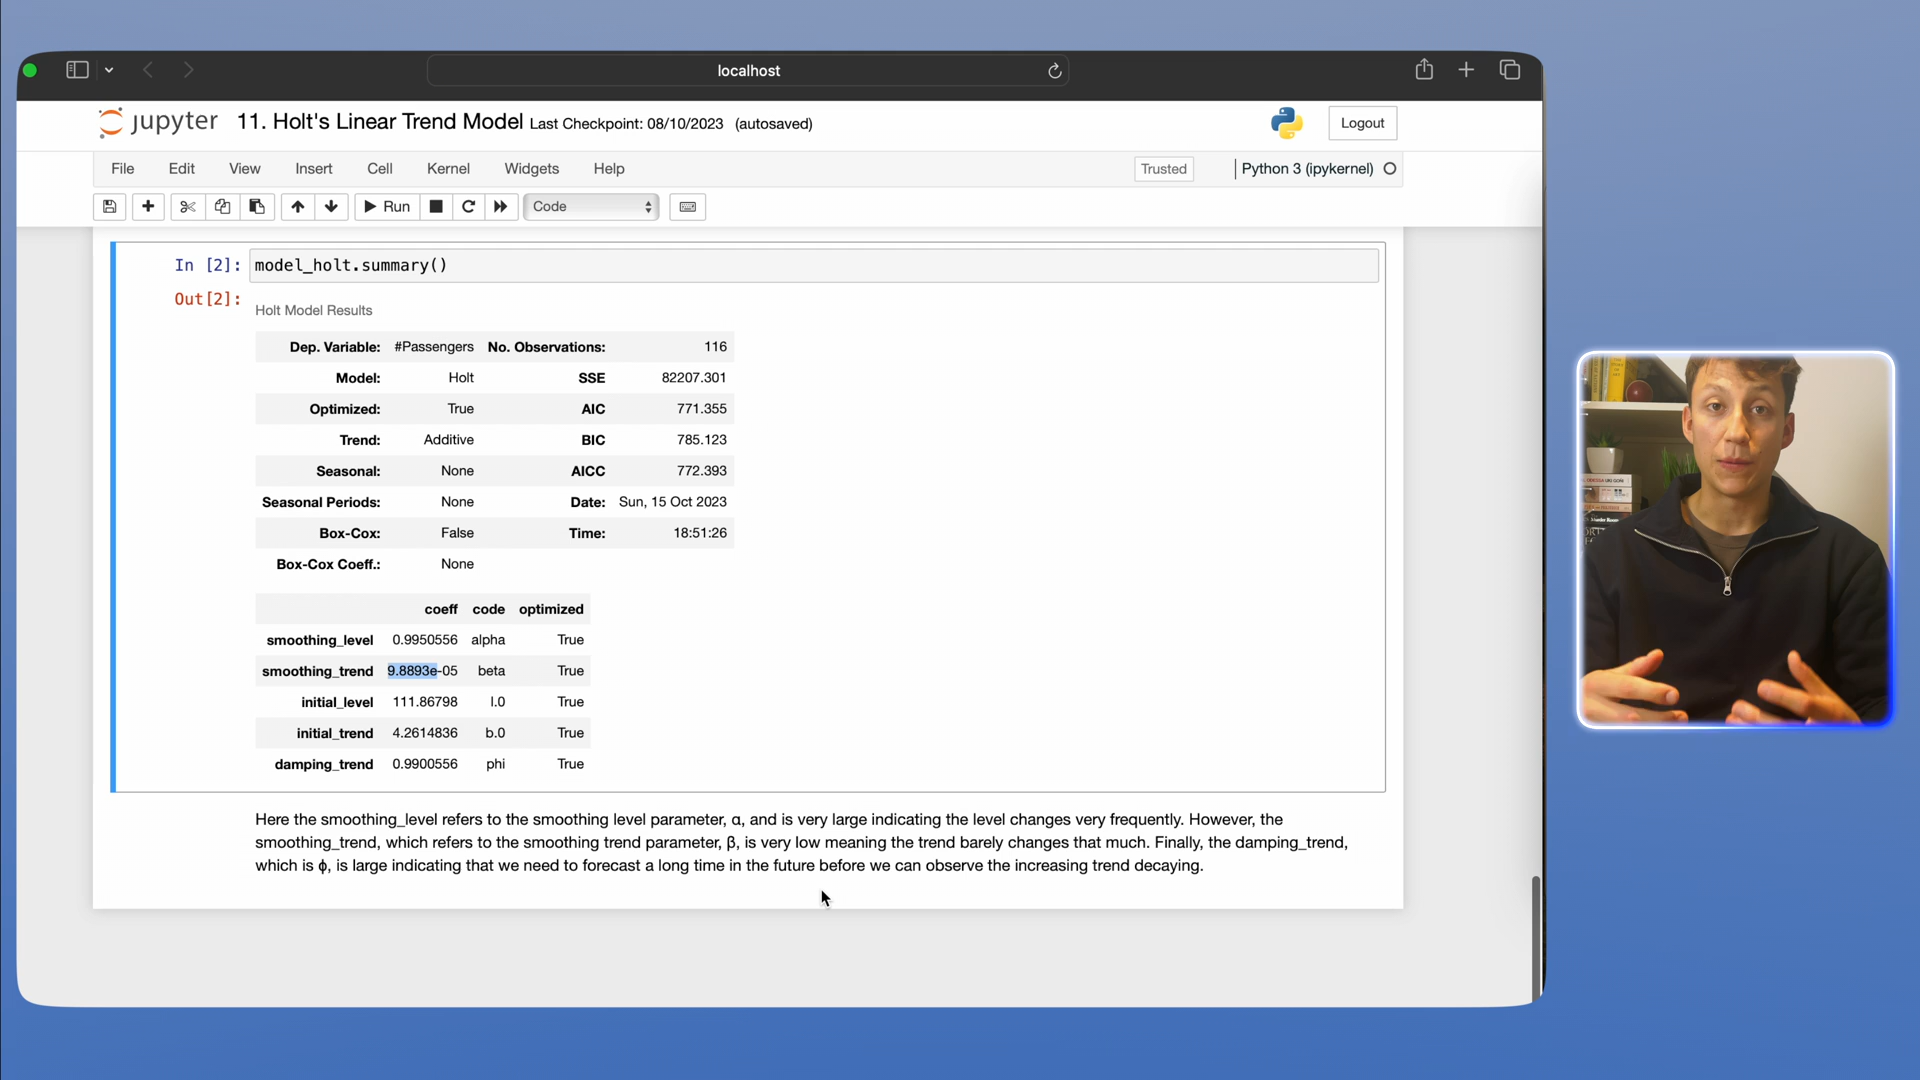 localhost
jupyter 11. Holt's Linear Trend Model Last Checkpoint: 08/10/2023 (autosaved) Logout
File Edit View Insert Cell Kernel Widgets Help Trusted Python 3 (ipykernel)
Run Code
In [2]: model_holt.summary()
Out[2]:
Holt Model Results
Dep. Variable: #Passengers No. Observations: 116
Model: Holt SSE 82207.301
Optimized: True AIC 771.355
Trend: Additive BIC 785.123
Seasonal: None AICC 772.393
Seasonal Periods: None Date: Sun, 15 Oct 2023
Box-Cox: False Time: 18:51:26
Box-Cox Coeff.: None
coeff code optimized
smoothing_level 0.9950556 alpha True
smoothing_trend 9.8893e-05 beta True
initial_level 111.86798 l.0 True
initial_trend 4.2614836 b.0 True
damping_trend 0.9900556 phi True
Here the smoothing_level refers to the smoothing level parameter, α, and is very large indicating the level changes very frequently. However, the
smoothing_trend, which refers to the smoothing trend parameter, β, is very low meaning the trend barely changes that much. Finally, the damping_trend,
which is ϕ, is large indicating that we need to forecast a long time in the future before we can observe the increasing trend decaying.